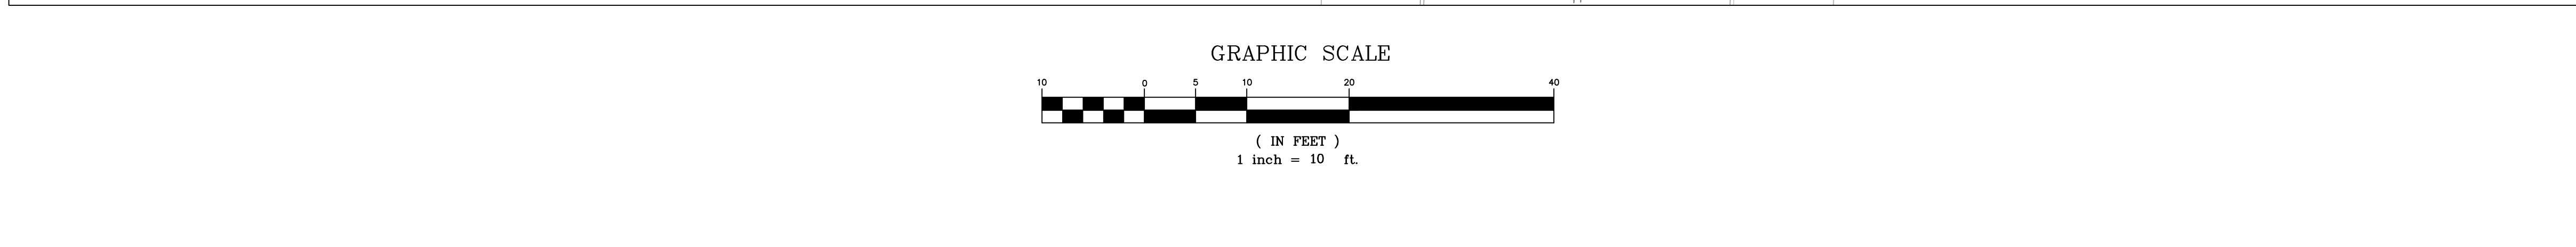 GRAPHIC SCALE
10 0 5 10 20 40
( IN FEET )
1 inch = 10 ft.